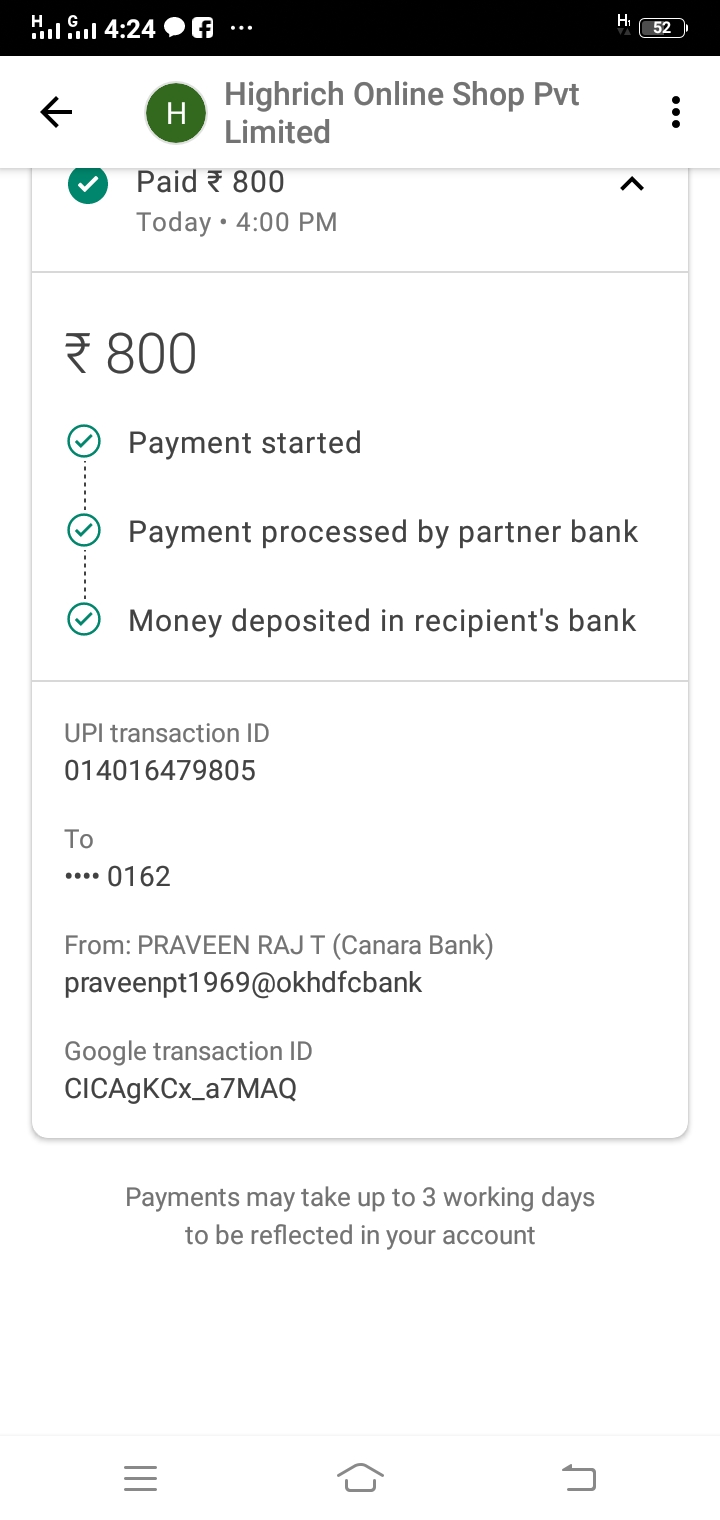 H G 4:24 ... H 52
H Highrich Online Shop Pvt
Limited
Paid ₹ 800
Today • 4:00 PM
₹ 800
Payment started
Payment processed by partner bank
Money deposited in recipient's bank
UPI transaction ID
014016479805
To
•••• 0162
From: PRAVEEN RAJ T (Canara Bank)
praveenpt1969@okhdfcbank
Google transaction ID
CICAgKCx_a7MAQ
Payments may take up to 3 working days
to be reflected in your account